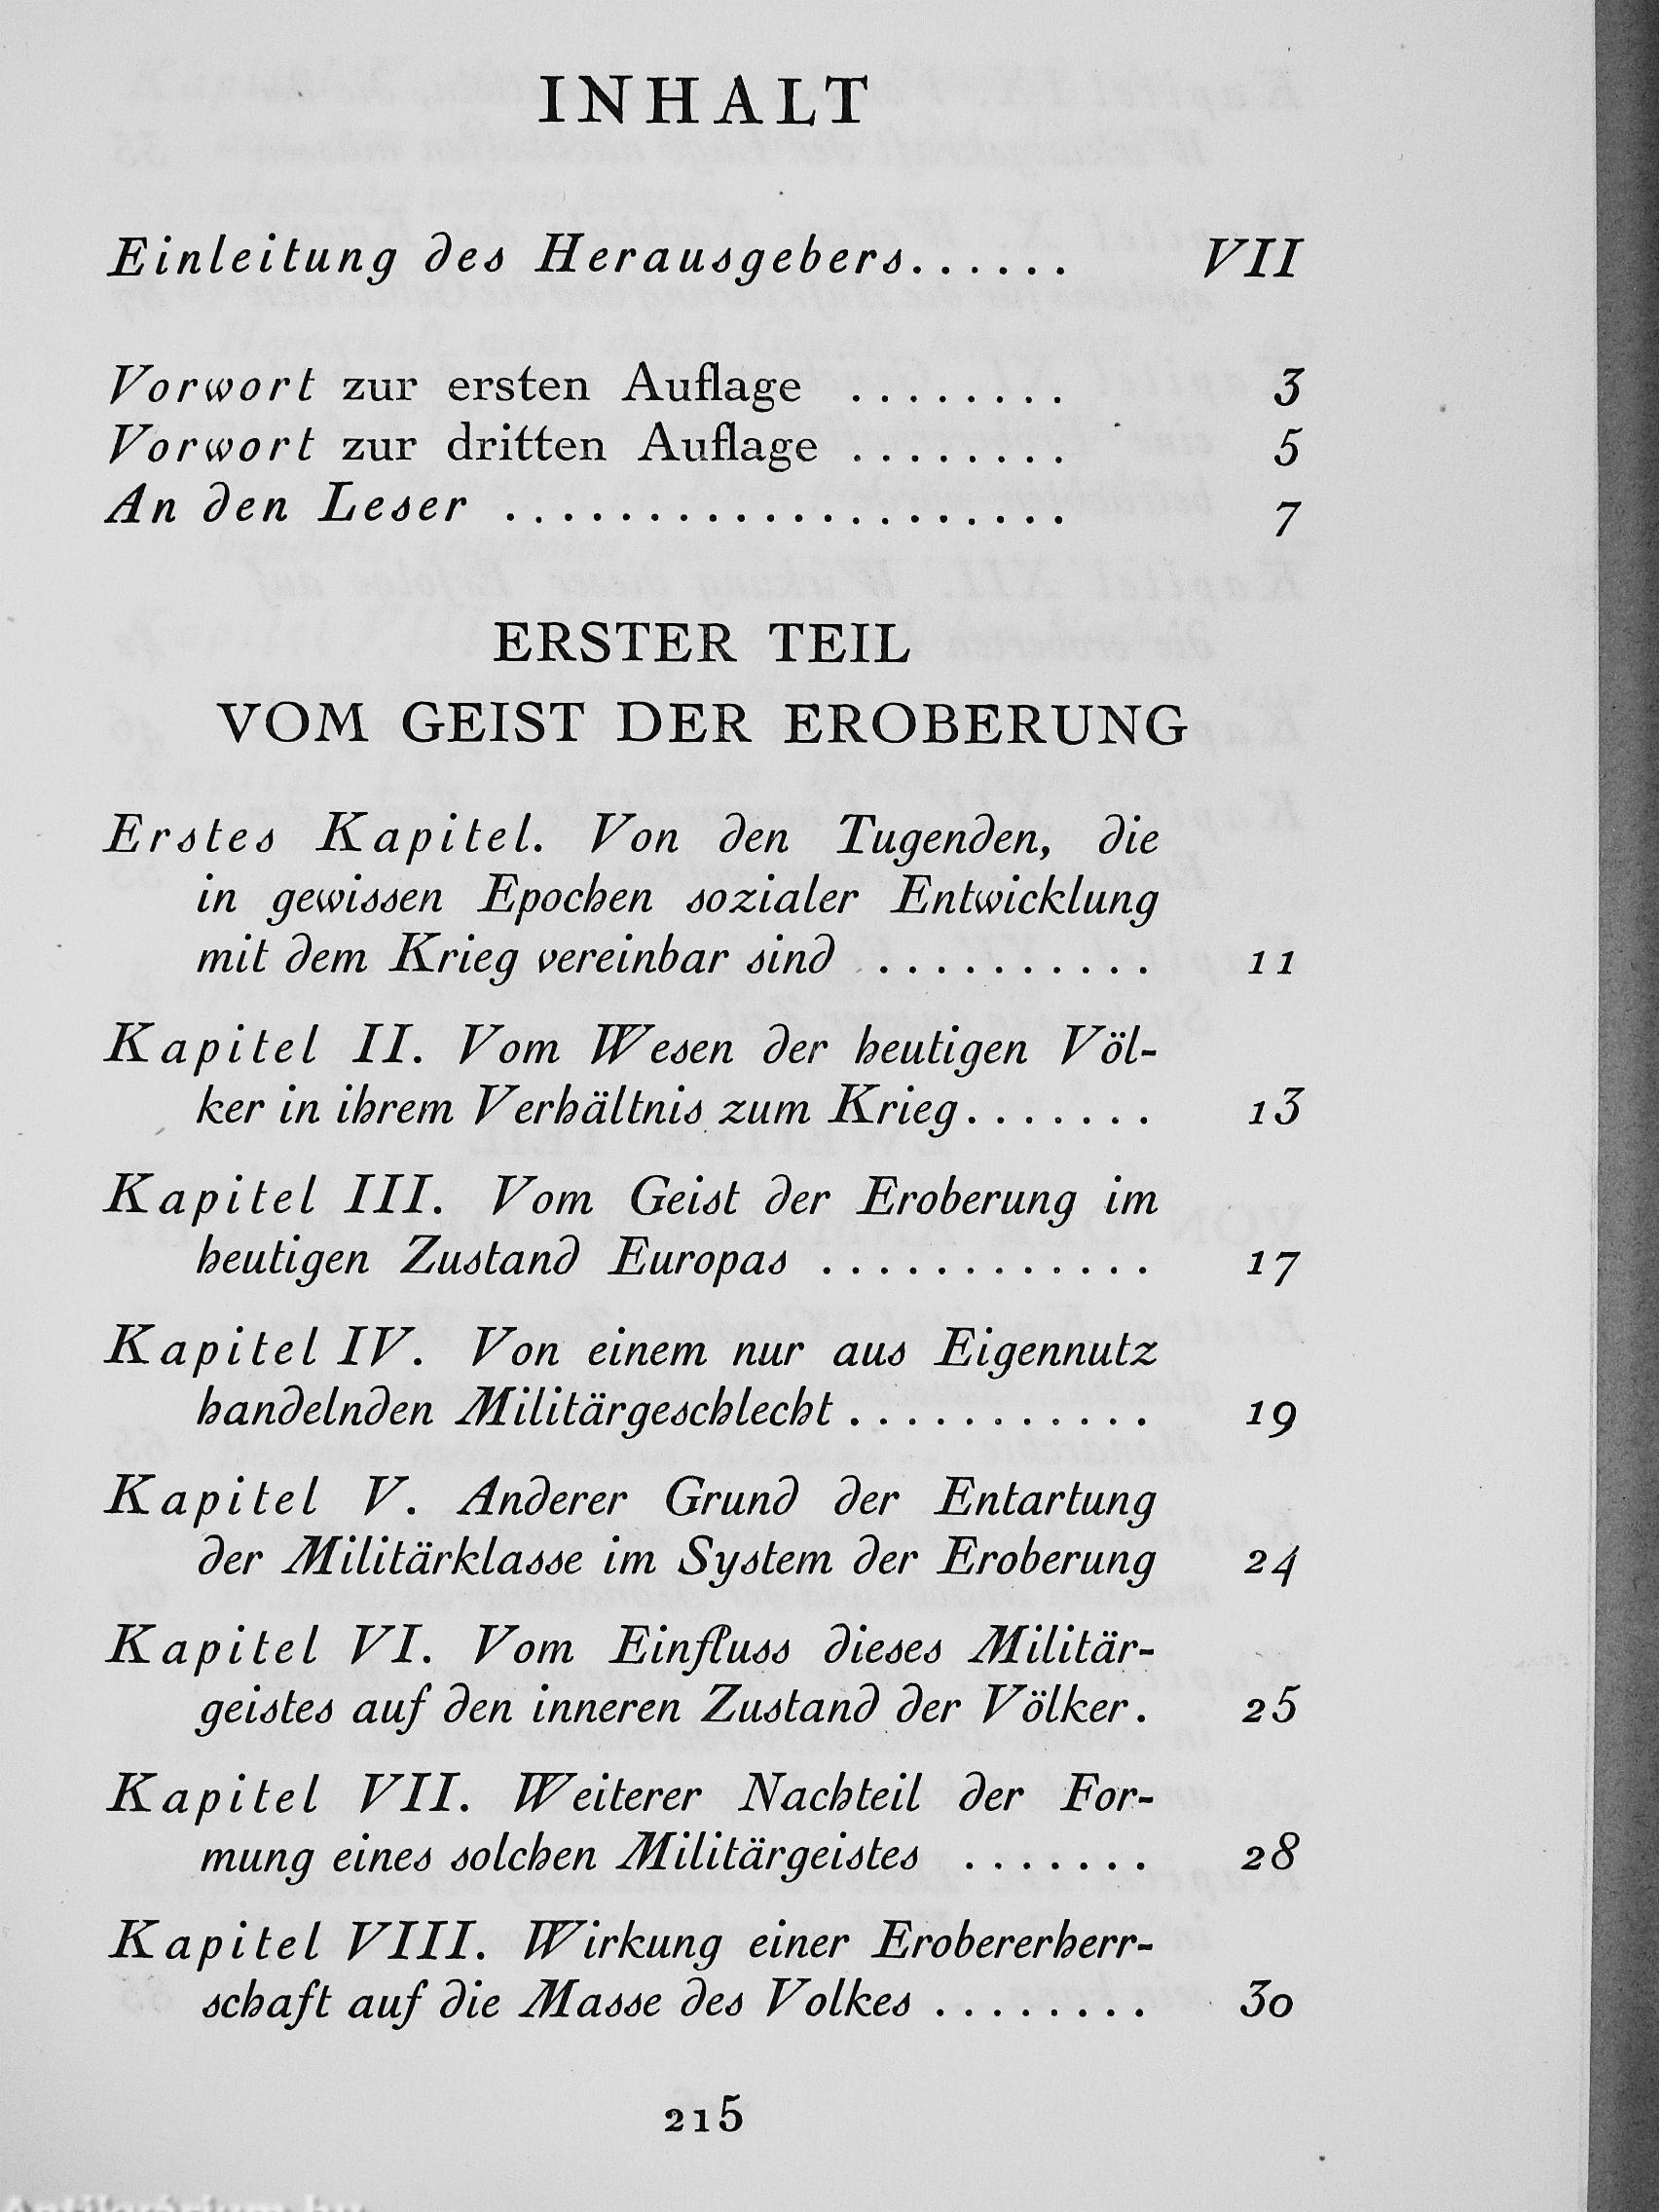 INHALT
Einleitung des Herausgebers...... VII
Vorwort zur ersten Auflage ........ 3
Vorwort zur dritten Auflage ........ 5
An den Leser .................... 7
ERSTER TEIL
VOM GEIST DER EROBERUNG
Erstes Kapitel. Von den Tugenden, die
in gewissen Epochen sozialer Entwicklung
mit dem Krieg vereinbar sind .......... 11
Kapitel II. Vom Wesen der heutigen Völ-
ker in ihrem Verhältnis zum Krieg....... 13
Kapitel III. Vom Geist der Eroberung im
heutigen Zustand Europas ............ 17
Kapitel IV. Von einem nur aus Eigennutz
handelnden Militärgeschlecht ........... 19
Kapitel V. Anderer Grund der Entartung
der Militärklasse im System der Eroberung 24
Kapitel VI. Vom Einfluss dieses Militär-
geistes auf den inneren Zustand der Völker. 25
Kapitel VII. Weiterer Nachteil der For-
mung eines solchen Militärgeistes ....... 28
Kapitel VIII. Wirkung einer Erobererherr-
schaft auf die Masse des Volkes ........ 30
215